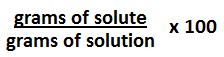 grams of solute
grams of solution x 100